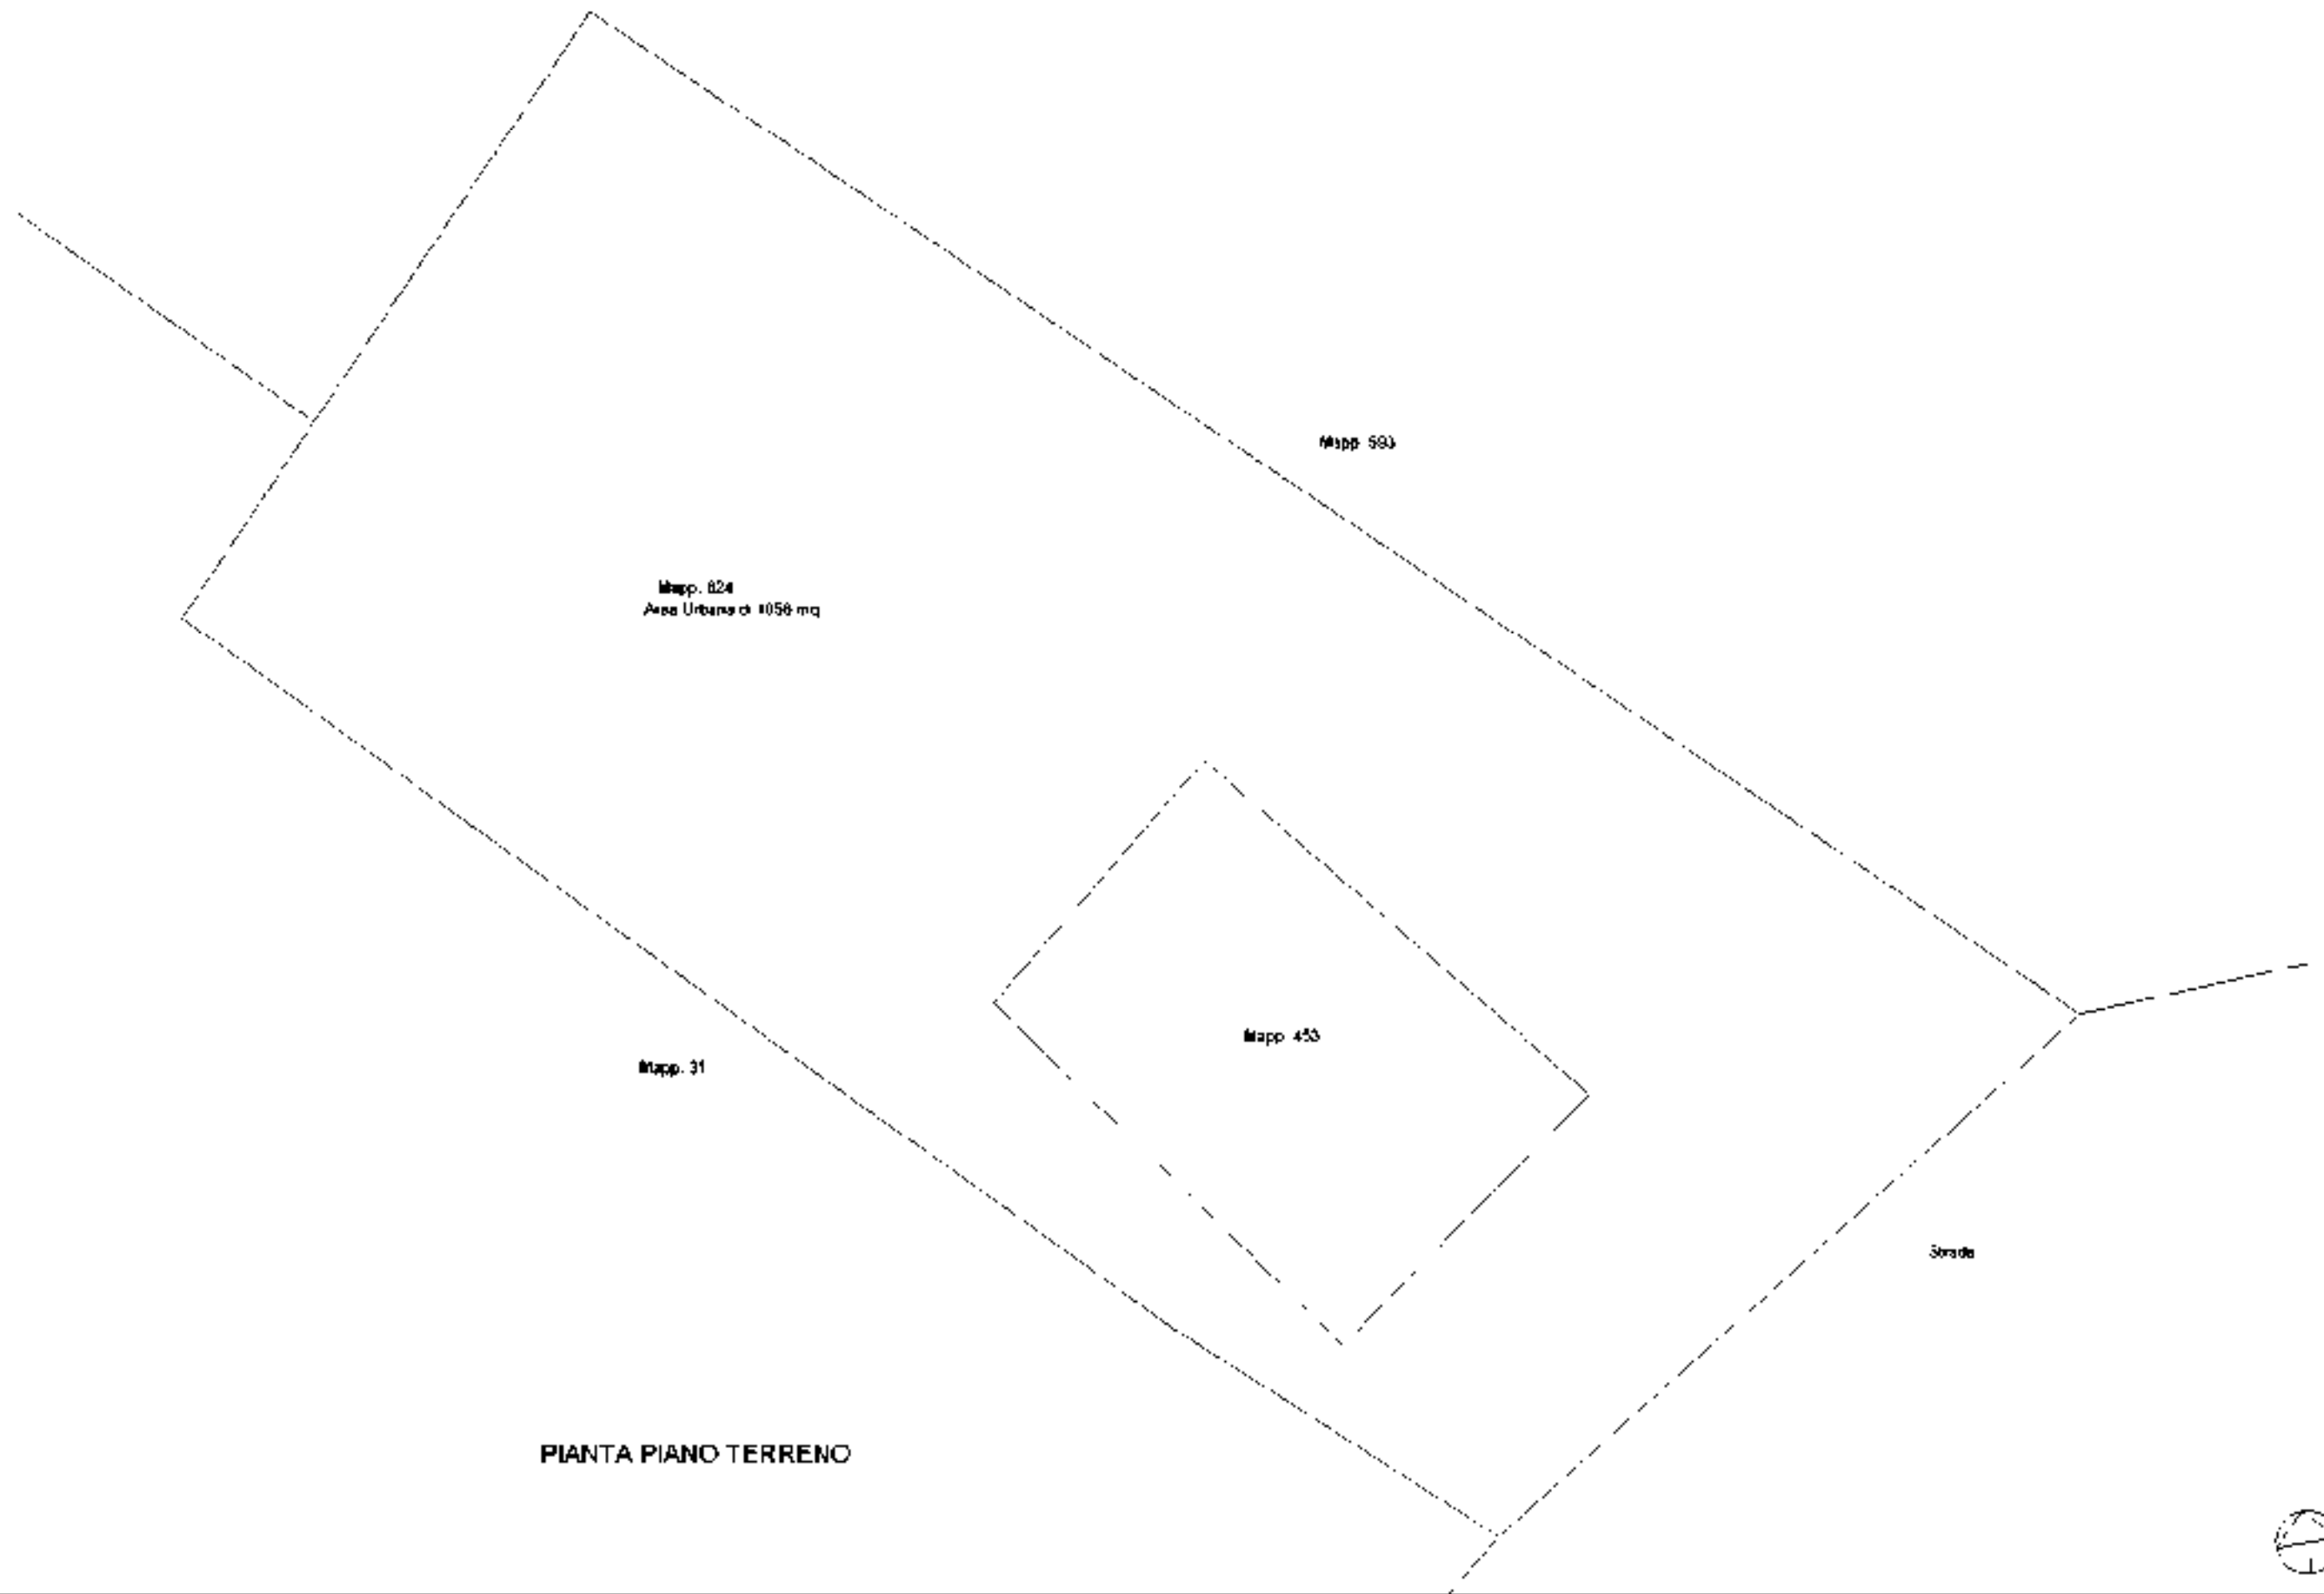 Mapp. 593
Mapp. 624
Area Urbana di 1056 mq
Mapp. 453
Mapp. 31
Strada
PIANTA PIANO TERRENO